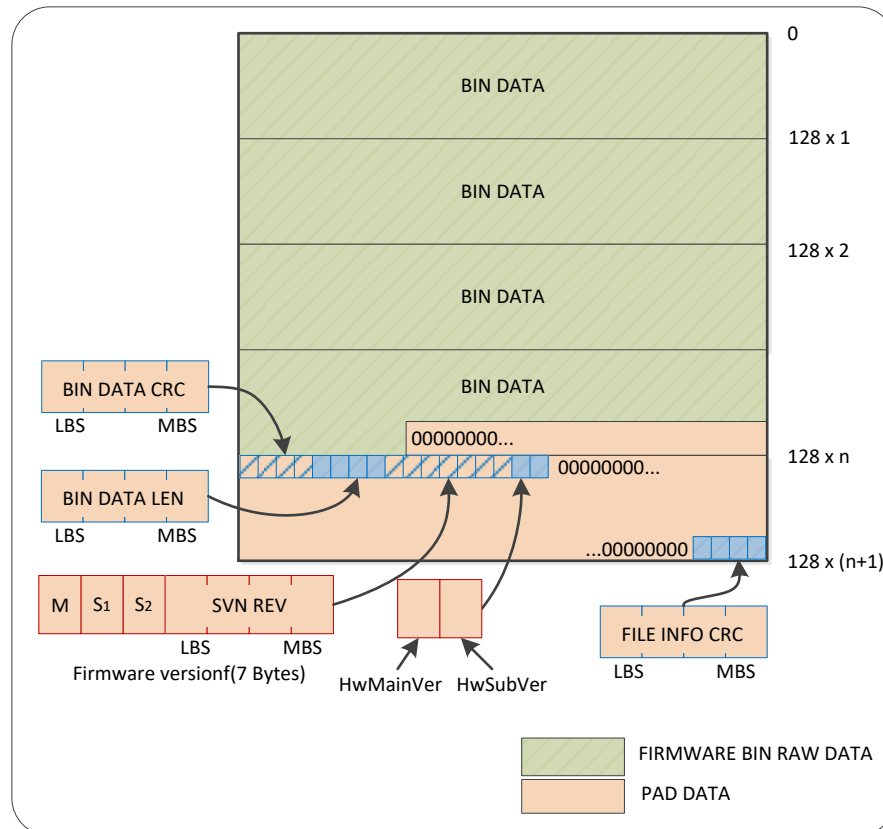 0
BIN DATA
128 x 1
BIN DATA
128 x 2
BIN DATA
BIN DATA
BIN DATA CRC
LBS MBS
00000000...
128 x n
00000000...
BIN DATA LEN
LBS MBS
...00000000
128 x (n+1)
M S1 S2 SVN REV
LBS MBS
Firmware versionf(7 Bytes)
HwMainVer HwSubVer
FILE INFO CRC
LBS MBS
FIRMWARE BIN RAW DATA
PAD DATA